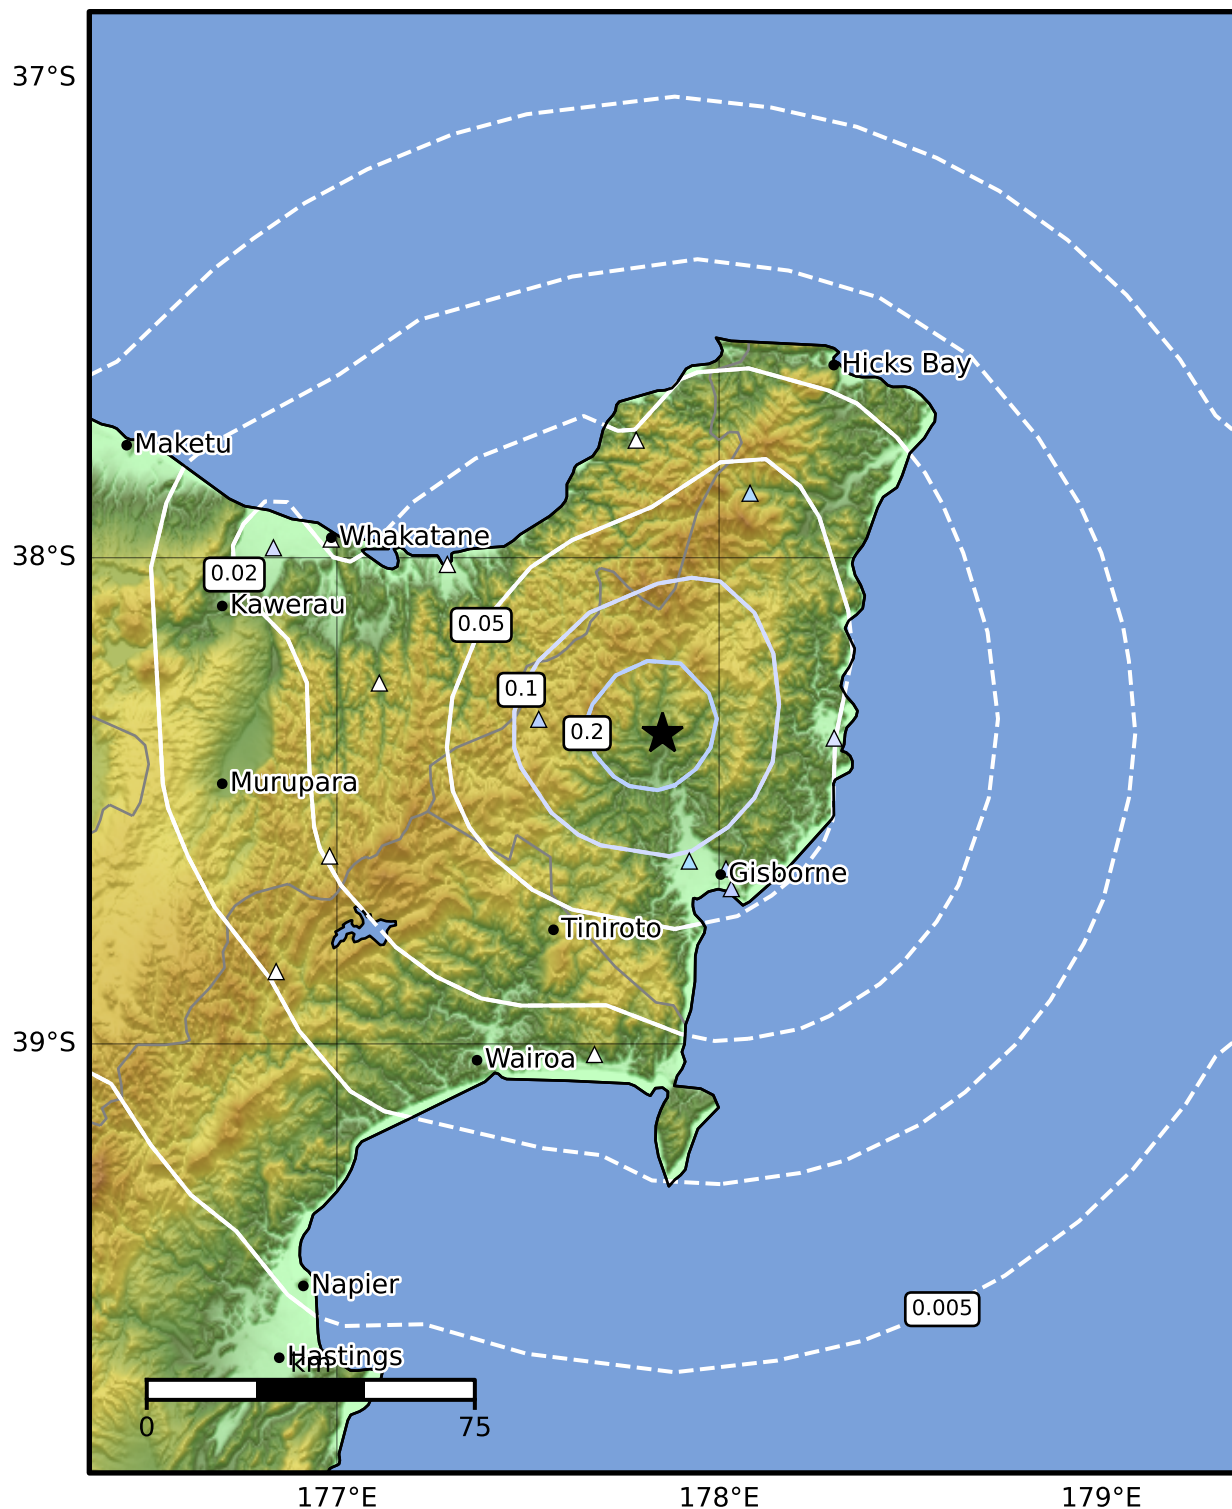 37°S
Hicks Bay
Maketu
Whakatane
38°S
0.02
Kawerau
0.05
0.1
0.2
Murupara
Gisborne
Tiniroto
39°S
Wairoa
Napier
0.005
Hastings
km
0 75
177°E 178°E 179°E